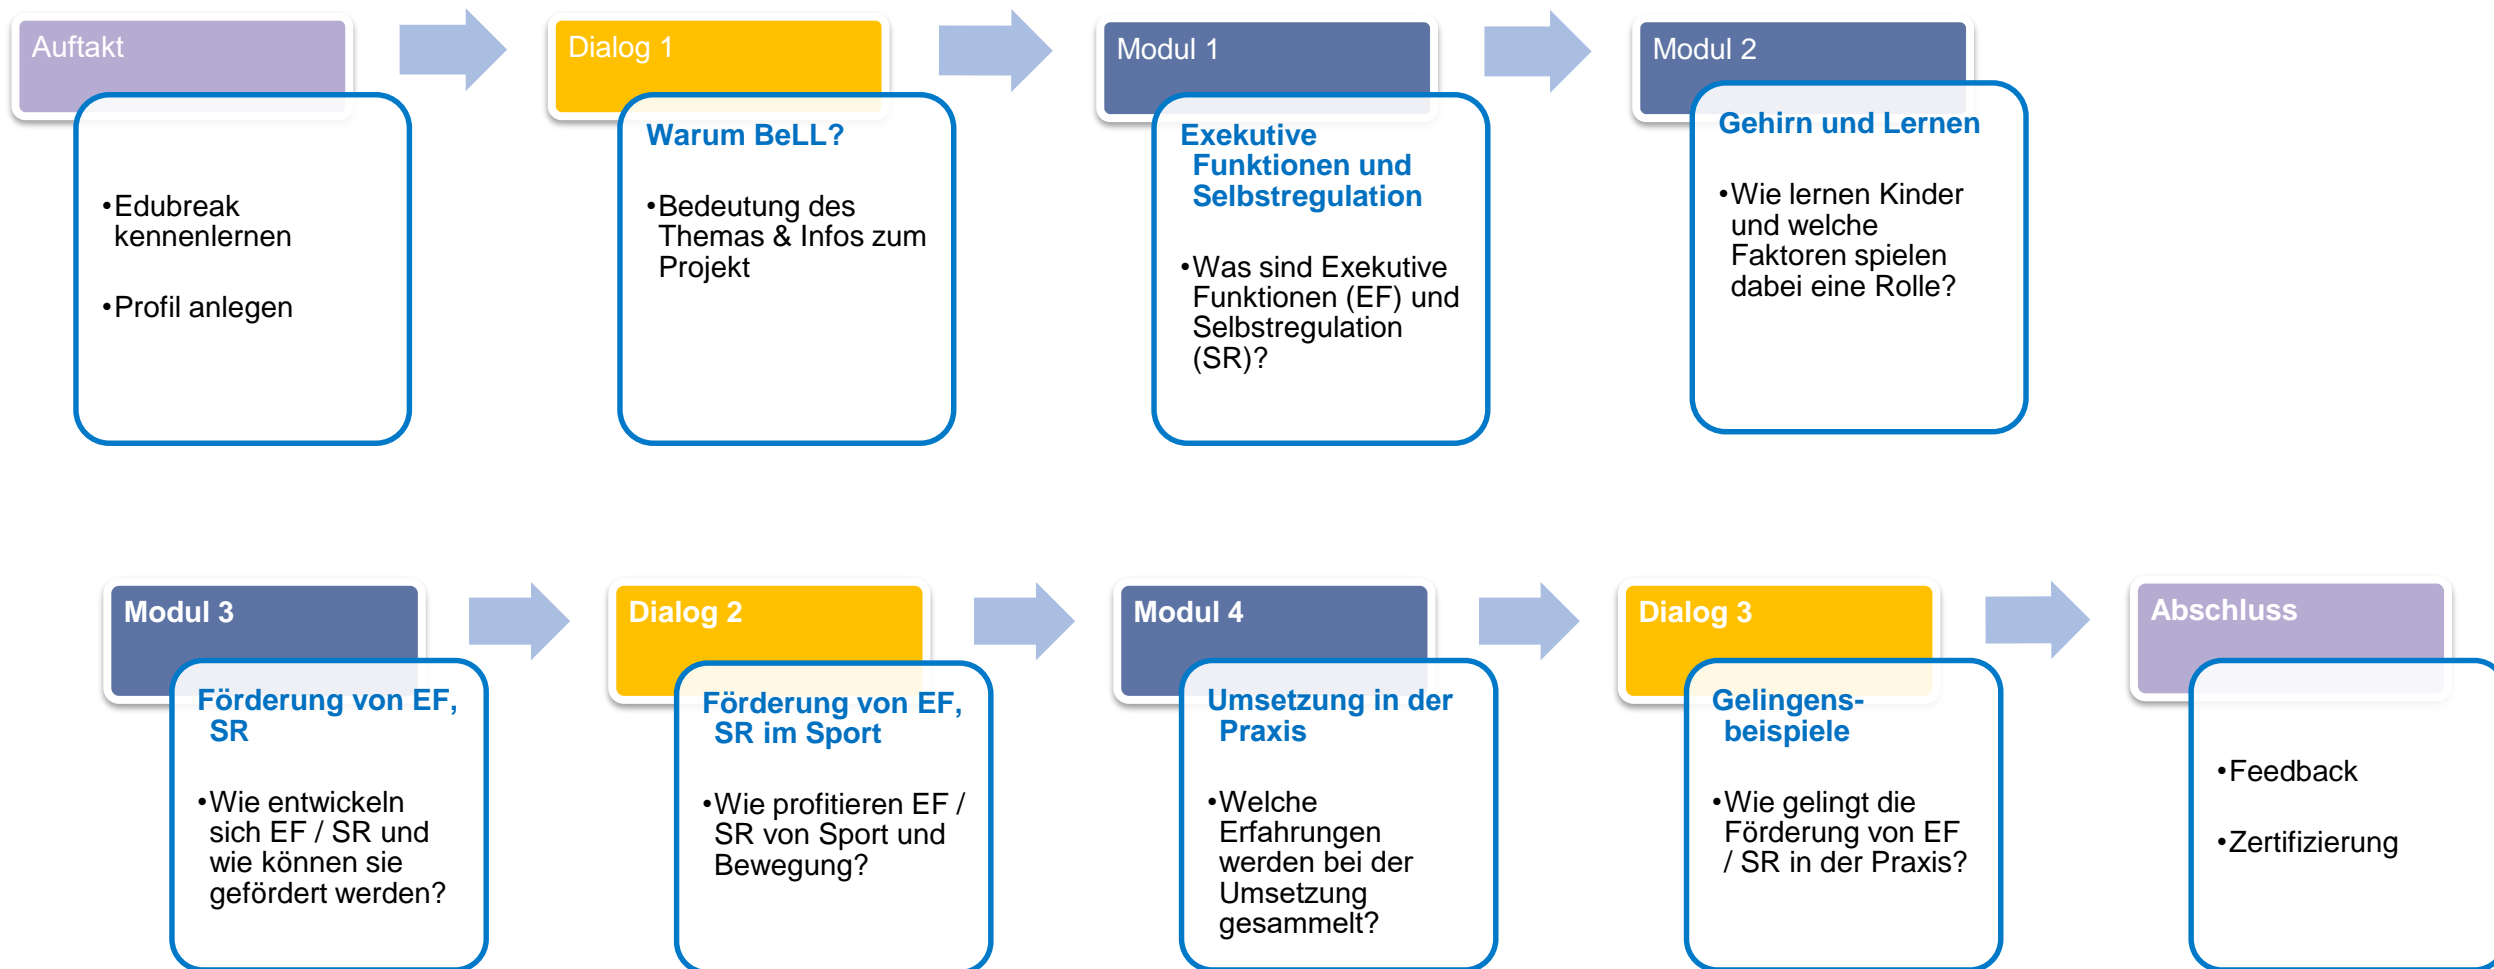 Auftakt
•Edubreak
kennenlernen
•Profil anlegen
Dialog 1
Warum BeLL?
•Bedeutung des
Themas & Infos zum
Projekt
Modul 1
Exekutive
Funktionen und
Selbstregulation
•Was sind Exekutive
Funktionen (EF) und
Selbstregulation
(SR)?
Modul 2
Gehirn und Lernen
•Wie lernen Kinder
und welche
Faktoren spielen
dabei eine Rolle?
Modul 3
Förderung von EF,
SR
•Wie entwickeln
sich EF / SR und
wie können sie
gefördert werden?
Dialog 2
Förderung von EF,
SR im Sport
•Wie profitieren EF /
SR von Sport und
Bewegung?
Modul 4
Umsetzung in der
Praxis
•Welche
Erfahrungen
werden bei der
Umsetzung
gesammelt?
Dialog 3
Gelingens-
beispiele
•Wie gelingt die
Förderung von EF
/ SR in der Praxis?
Abschluss
•Feedback
•Zertifizierung